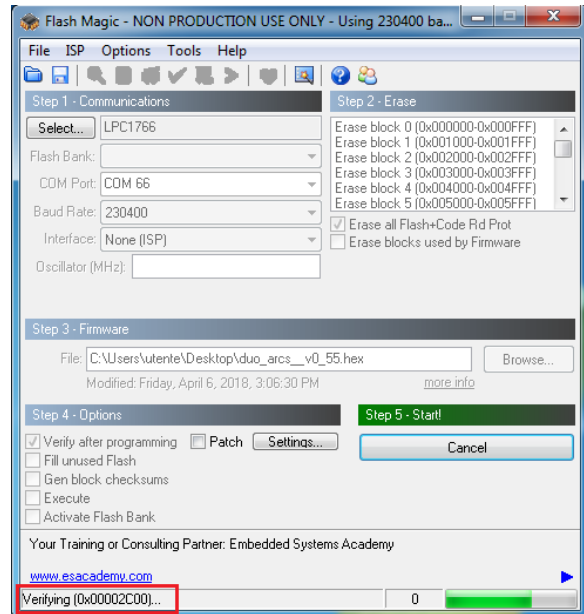 Flash Magic - NON PRODUCTION USE ONLY - Using 230400 ba...
File ISP Options Tools Help
Step 1 - Communications
Select... LPC1766
Flash Bank:
COM Port: COM 66
Baud Rate: 230400
Interface: None (ISP)
Oscillator (MHz):
Step 2 - Erase
Erase block 0 (0x000000-0x000FFF)
Erase block 1 (0x001000-0x001FFF)
Erase block 2 (0x002000-0x002FFF)
Erase block 3 (0x003000-0x003FFF)
Erase block 4 (0x004000-0x004FFF)
Erase block 5 (0x005000-0x005FFF)
Erase all Flash+Code Rd Prot
Erase blocks used by Firmware
Step 3 - Firmware
File: C:\Users\utente\Desktop\duo_arcs__v0_55.hex Browse...
Modified: Friday, April 6, 2018, 3:06:30 PM more info
Step 4 - Options
Verify after programming Patch Settings...
Fill unused Flash
Gen block checksums
Execute
Activate Flash Bank
Step 5 - Start!
Cancel
Your Training or Consulting Partner: Embedded Systems Academy
www.esacademy.com
Verifying (0x00002C00)... 0